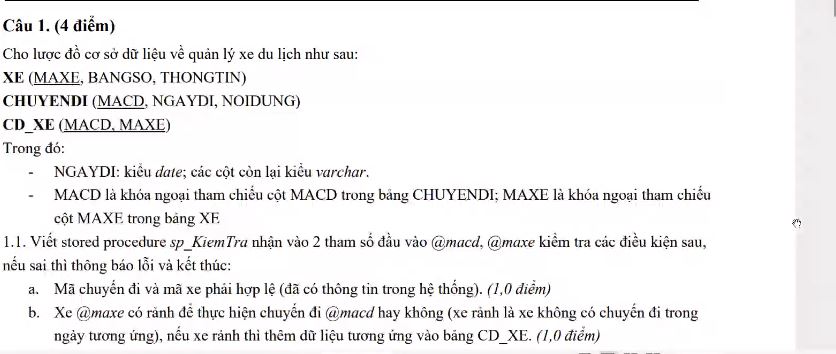 Câu 1. (4 điểm)
Cho lược đồ cơ sở dữ liệu về quản lý xe du lịch như sau:
XE (MAXE, BANGSO, THONGTIN)
CHUYENDI (MACD, NGAYDI, NOIDUNG)
CD_XE (MACD, MAXE)
Trong đó:
- NGAYDI: kiểu date; các cột còn lại kiểu varchar.
- MACD là khóa ngoại tham chiếu cột MACD trong bảng CHUYENDI; MAXE là khóa ngoại tham chiếu
cột MAXE trong bảng XE
1.1. Viết stored procedure sp_KiemTra nhận vào 2 tham số đầu vào @macd, @maxe kiểm tra các điều kiện sau,
nếu sai thì thông báo lỗi và kết thúc:
a. Mã chuyến đi và mã xe phải hợp lệ (đã có thông tin trong hệ thống). (1,0 điểm)
b. Xe @maxe có rảnh để thực hiện chuyến đi @macd hay không (xe rảnh là xe không có chuyến đi trong
ngày tương ứng), nếu xe rảnh thì thêm dữ liệu tương ứng vào bảng CD_XE. (1,0 điểm)